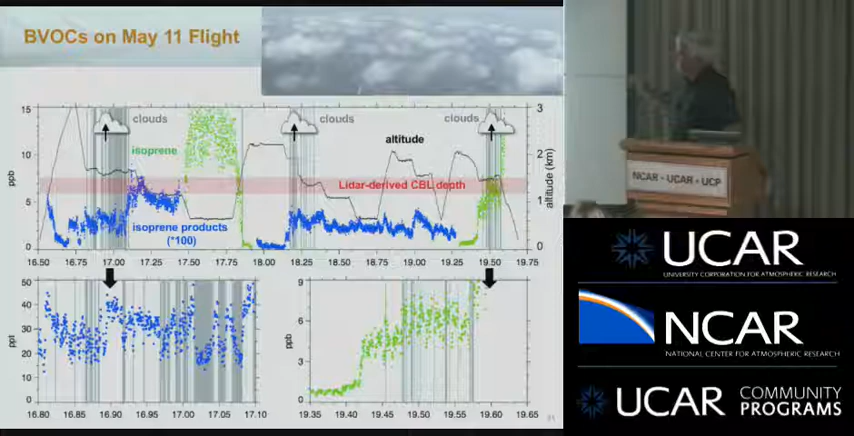 BVOCs on May 11 Flight
15
10
5
0
ppb
clouds
clouds
clouds
isoprene
altitude
Lidar-derived CBL depth
isoprene products
(*100)
3
2
1
0
altitude (km)
16.50 16.75 17.00 17.25 17.50 17.75 18.00 18.25 18.50 18.75 19.00 19.25 19.50 19.75
50
40
30
20
10
0
ppt
16.80 16.85 16.90 16.95 17.00 17.05 17.10
9
6
3
0
ppb
19.35 19.40 19.45 19.50 19.55 19.60 19.65
NCAR • UCAR • UCP
UCAR
UNIVERSITY CORPORATION FOR ATMOSPHERIC RESEARCH
NCAR
NATIONAL CENTER FOR ATMOSPHERIC RESEARCH
UCAR COMMUNITY
PROGRAMS